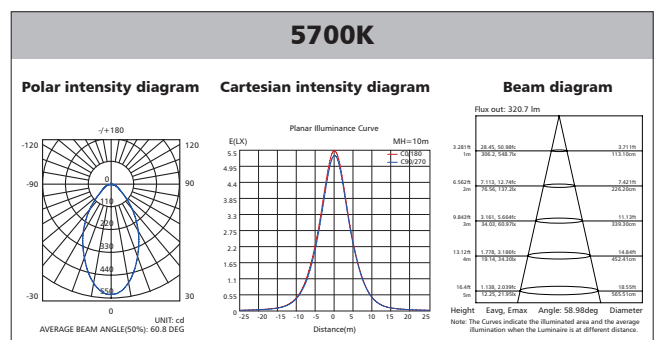 5700K
Polar intensity diagram Cartesian intensity diagram Beam diagram
-/+180
-120 120
-90 90
-30 30
0
0
110
220
330
440
550
UNIT: cd
AVERAGE BEAM ANGLE(50%): 60.8 DEG
Planar Illuminance Curve
E(LX) MH=10m
C0/180
C90/270
5.5
4.95
4.4
3.85
3.3
2.75
2.2
1.65
1.1
0.55
0
-25 -20 -15 -10 -5 0 5 10 15 20 25
Distance(m)
Flux out: 320.7 lm
3.281ft 28.45, 50.98fc 3.711ft
1m 306.2, 548.7lx 113.10cm
6.562ft 7.113, 12.74fc 7.421ft
2m 76.56, 137.2lx 226.20cm
9.843ft 3.161, 5.664fc 11.13ft
3m 34.03, 60.97lx 339.30cm
13.12ft 1.778, 3.186fc 14.84ft
4m 19.14, 34.30lx 452.41cm
16.4ft 1.138, 2.039fc 18.55ft
5m 12.25, 21.95lx 565.51cm
Height Eavg, Emax Angle: 58.98deg Diameter
Note: The Curves indicate the illuminated area and the average
illumination when the Luminaire is at different distance.